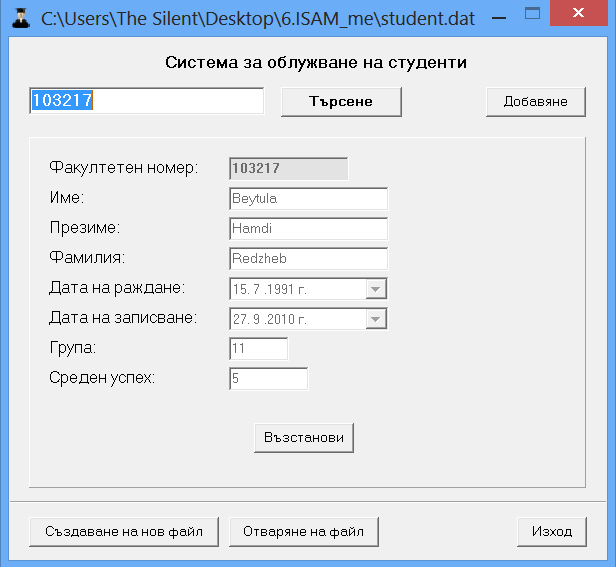 C:\Users\The Silent\Desktop\6.ISAM_me\student.dat
Система за облужване на студенти
103217 Търсене Добавяне
Факултетен номер: 103217
Име: Beytula
Презиме: Hamdi
Фамилия: Redzheb
Дата на раждане: 15. 7 .1991 г.
Дата на записване: 27. 9 .2010 г.
Група: 11
Среден успех: 5
Възстанови
Създаване на нов файл Отваряне на файл Изход